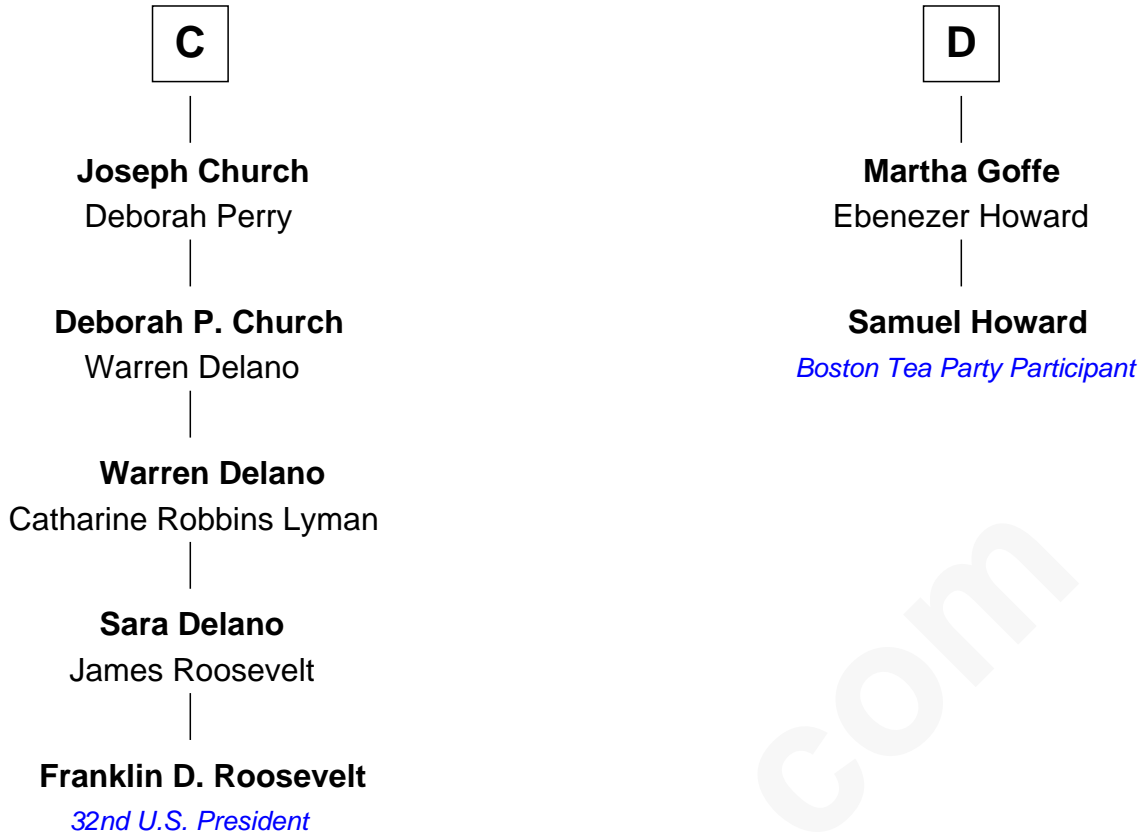 C
Joseph Church
Deborah Perry
Deborah P. Church
Warren Delano
Warren Delano
Catharine Robbins Lyman
Sara Delano
James Roosevelt
Franklin D. Roosevelt
32nd U.S. President
D
Martha Goffe
Ebenezer Howard
Samuel Howard
Boston Tea Party Participant
com